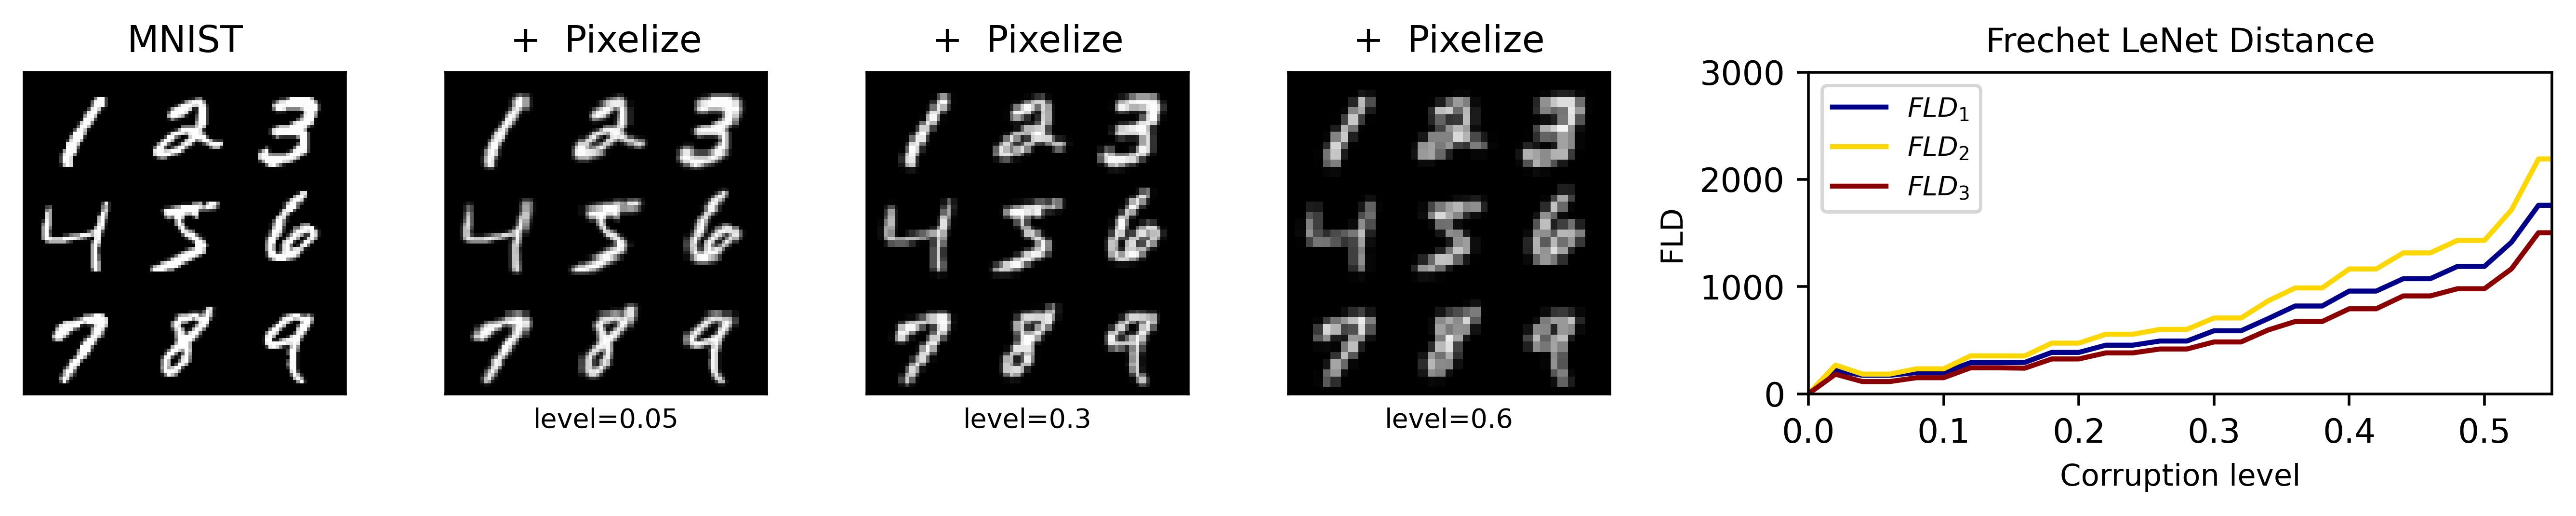 MNIST
1 2 3
4 5 6
7 8 9
+ Pixelize
1 2 3
4 5 6
7 8 9
level=0.05
+ Pixelize
1 2 3
4 5 6
7 8 9
level=0.3
+ Pixelize
1 2 3
4 5 6
7 8 9
level=0.6
Frechet LeNet Distance
FLD₁
FLD₂
FLD₃
FLD
3000
2000
1000
0
0.0 0.1 0.2 0.3 0.4 0.5
Corruption level